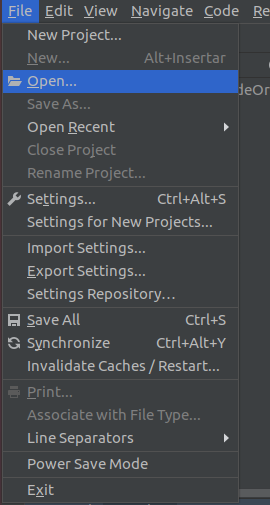 File Edit View Navigate Code Re
New Project...
New... Alt+Insertar
Open...
deOr
Save As...
Open Recent
Close Project
Rename Project...
Settings... Ctrl+Alt+S
Settings for New Projects...
Import Settings...
Export Settings...
Settings Repository...
Save All Ctrl+S
Synchronize Ctrl+Alt+Y
Invalidate Caches / Restart...
Print...
Associate with File Type...
Line Separators
Power Save Mode
Exit